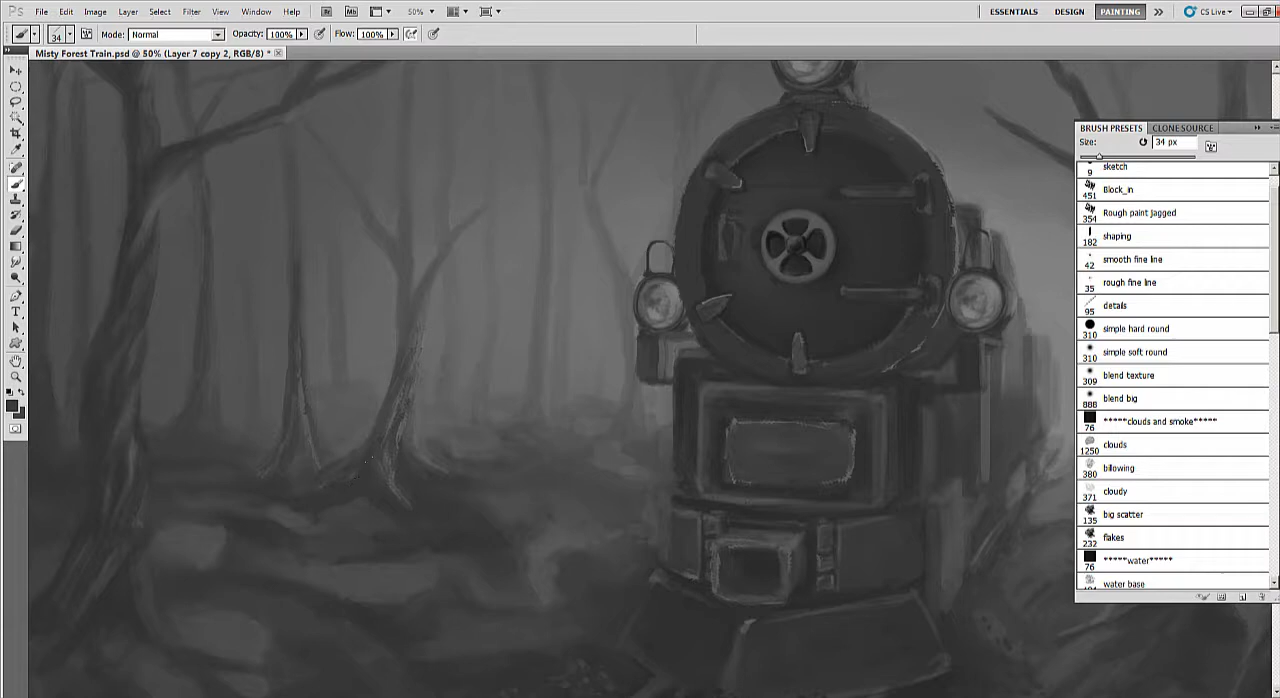 Ps File Edit Image Layer Select Filter View Window Help Br Mb 50% ESSENTIALS DESIGN PAINTING CS Live
34 Mode: Normal Opacity: 100% Flow: 100%
Misty Forest Train.psd @ 50% (Layer 7 copy 2, RGB/8) *
BRUSH PRESETS CLONE SOURCE
Size: 34 px
9 sketch
451 Block_in
354 Rough paint jagged
182 shaping
42 smooth fine line
35 rough fine line
95 details
310 simple hard round
310 simple soft round
309 blend texture
888 blend big
76 *****clouds and smoke*****
1250 clouds
380 billowing
371 cloudy
135 big scatter
232 flakes
76 *****water*****
water base